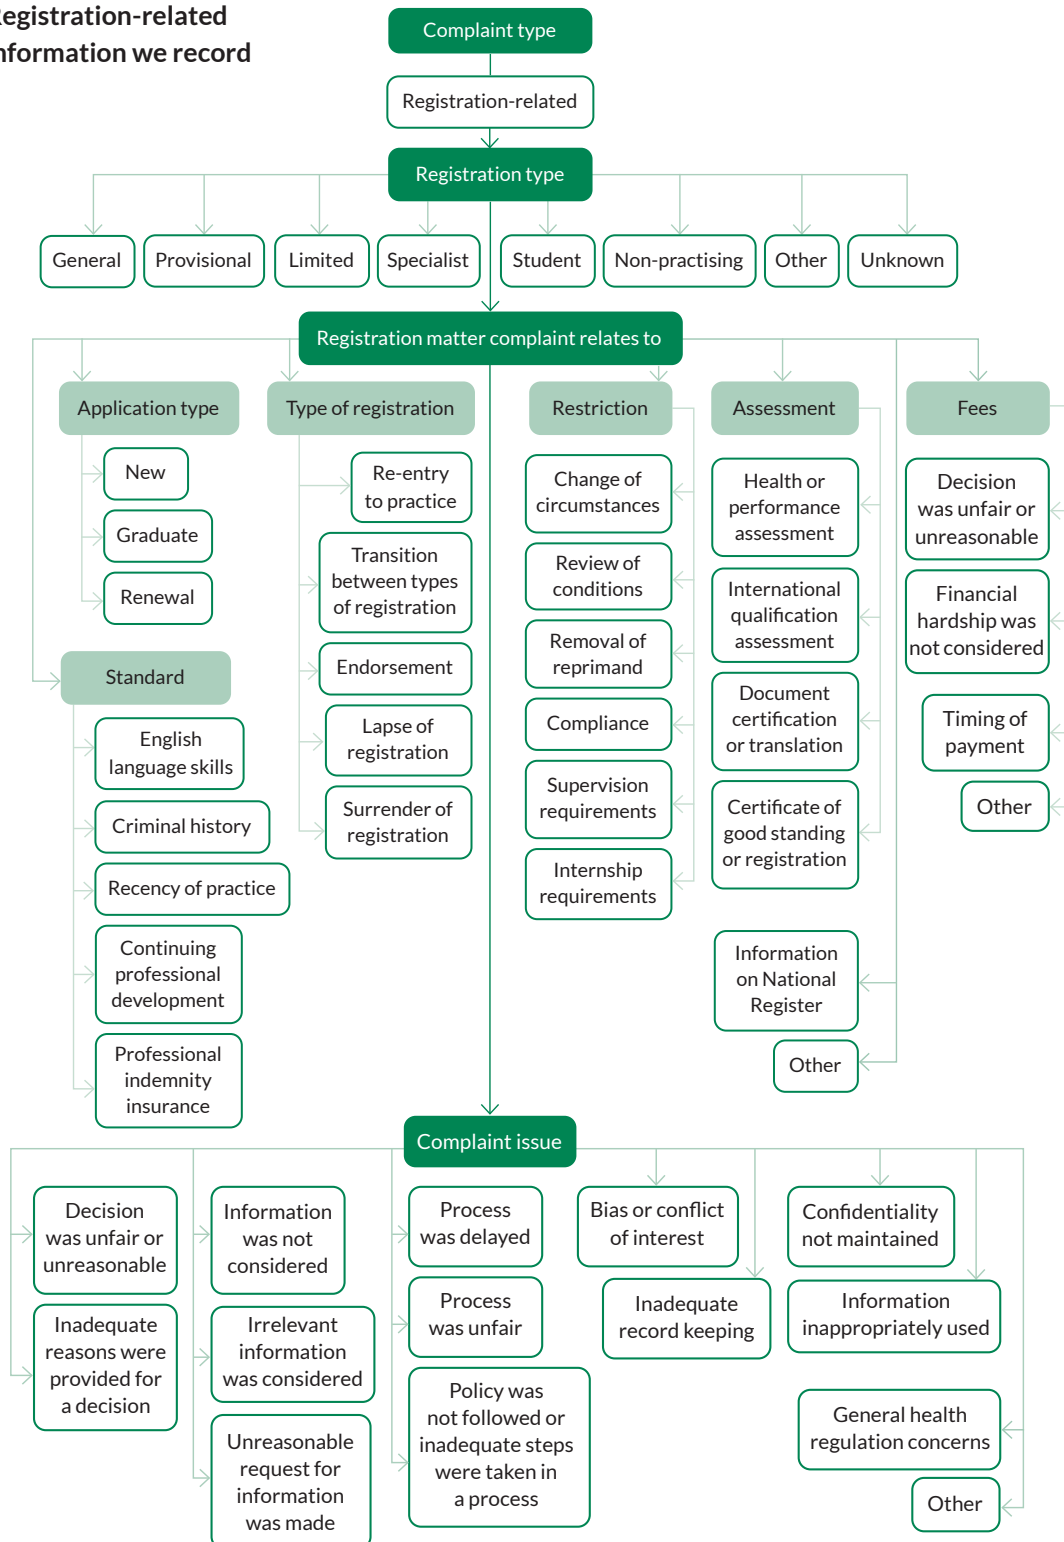 Registration-related
information we record
Complaint type
Registration-related
Registration type
General
Provisional
Limited
Specialist
Student
Non-practising
Other
Unknown
Registration matter complaint relates to
Application type
New
Graduate
Renewal
Standard
English
language skills
Criminal history
Recency of practice
Continuing
professional
development
Professional
indemnity
insurance
Type of registration
Re-entry
to practice
Transition
between types
of registration
Endorsement
Lapse of
registration
Surrender of
registration
Restriction
Change of
circumstances
Review of
conditions
Removal of
reprimand
Compliance
Supervision
requirements
Internship
requirements
Assessment
Health or
performance
assessment
International
qualification
assessment
Document
certification
or translation
Certificate of
good standing
or registration
Information
on National
Register
Other
Fees
Decision
was unfair or
unreasonable
Financial
hardship was
not considered
Timing of
payment
Other
Complaint issue
Decision
was unfair or
unreasonable
Inadequate
reasons were
provided for
a decision
Information
was not
considered
Irrelevant
information
was considered
Unreasonable
request for
information
was made
Process
was delayed
Process
was unfair
Policy was
not followed or
inadequate steps
were taken in
a process
Bias or conflict
of interest
Inadequate
record keeping
Confidentiality
not maintained
Information
inappropriately used
General health
regulation concerns
Other